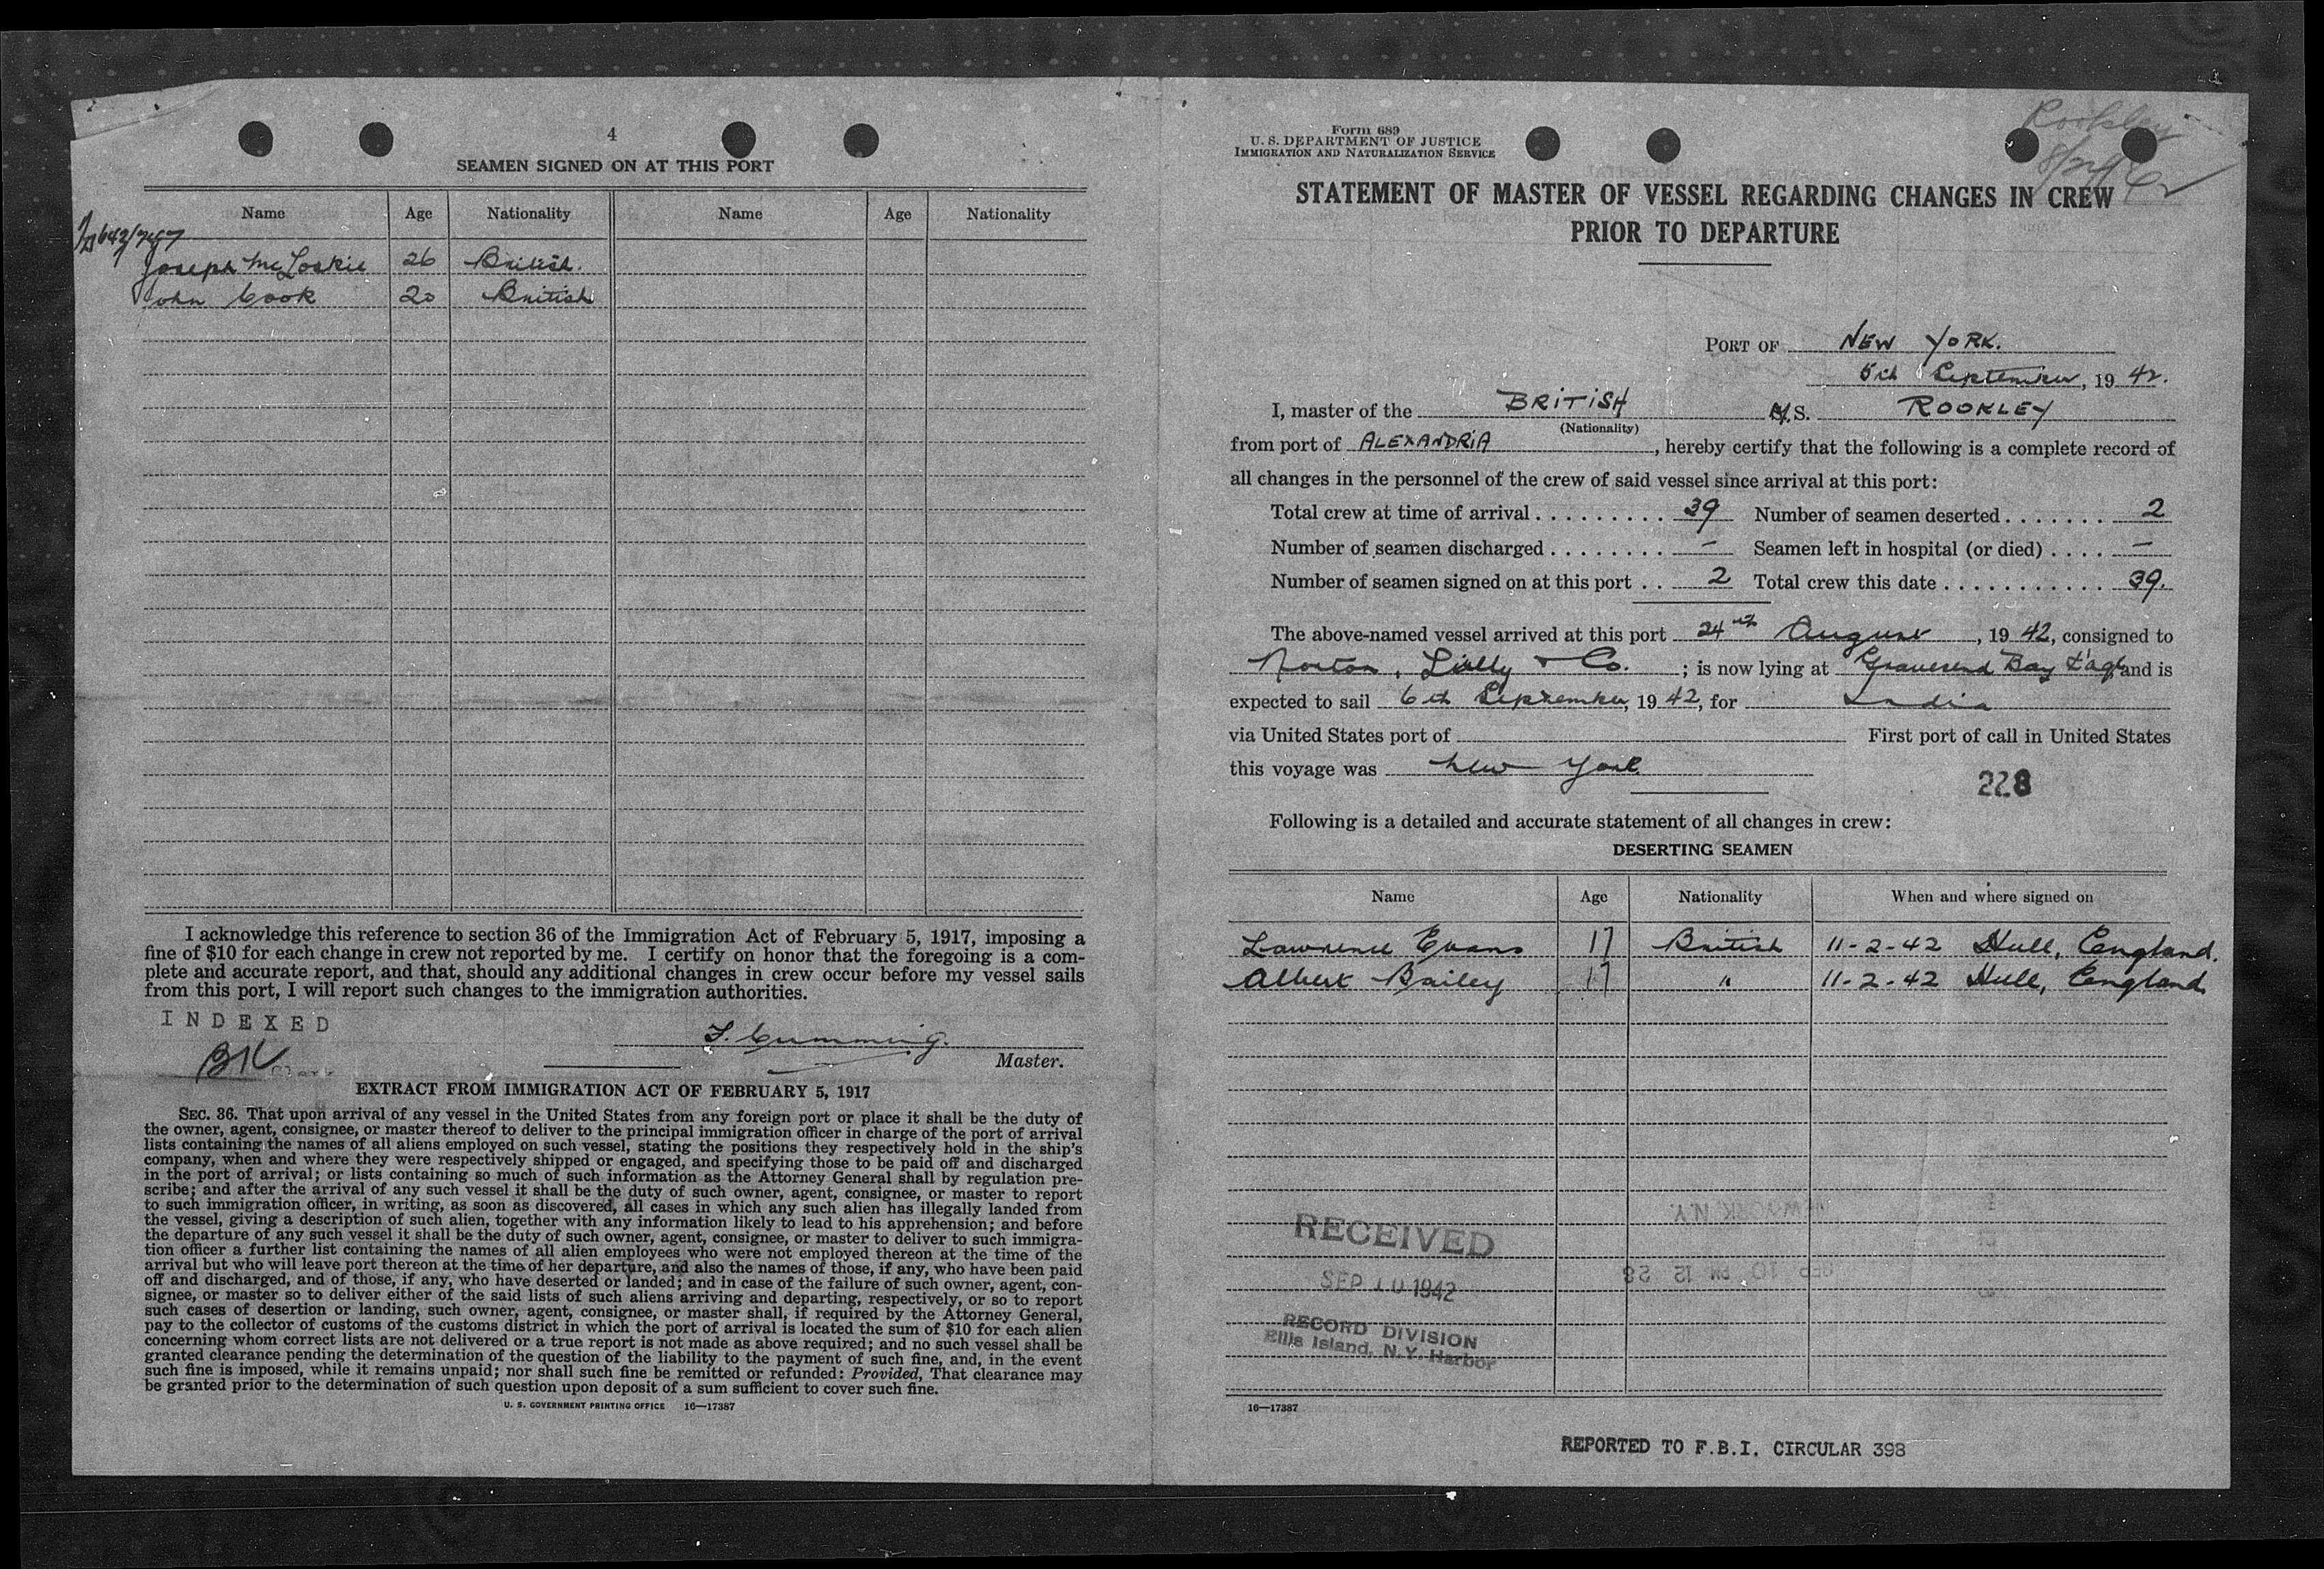 4
SEAMEN SIGNED ON AT THIS PORT
Name Age Nationality Name Age Nationality
Joseph McLoskie 26 British.
John Cook 20 British
I acknowledge this reference to section 36 of the Immigration Act of February 5, 1917, imposing a
fine of $10 for each change in crew not reported by me. I certify on honor that the foregoing is a com-
plete and accurate report, and that, should any additional changes in crew occur before my vessel sails
from this port, I will report such changes to the immigration authorities.
INDEXED
BK Clerk
F. Cumming.
Master.
EXTRACT FROM IMMIGRATION ACT OF FEBRUARY 5, 1917
SEC. 36. That upon arrival of any vessel in the United States from any foreign port or place it shall be the duty of
the owner, agent, consignee, or master thereof to deliver to the principal immigration officer in charge of the port of arrival
lists containing the names of all aliens employed on such vessel, stating the positions they respectively hold in the ship's
company, when and where they were respectively shipped or engaged, and specifying those to be paid off and discharged
in the port of arrival; or lists containing so much of such information as the Attorney General shall by regulation pre-
scribe; and after the arrival of any such vessel it shall be the duty of such owner, agent, consignee, or master to report
to such immigration officer, in writing, as soon as discovered, all cases in which any such alien has illegally landed from
the vessel, giving a description of such alien, together with any information likely to lead to his apprehension; and before
the departure of any such vessel it shall be the duty of such owner, agent, consignee, or master to deliver to such immigra-
tion officer a further list containing the names of all alien employees who were not employed thereon at the time of the
arrival but who will leave port thereon at the time of her departure, and also the names of those, if any, who have been paid
off and discharged, and of those, if any, who have deserted or landed; and in case of the failure of such owner, agent, con-
signee, or master so to deliver either of the said lists of such aliens arriving and departing, respectively, or so to report
such cases of desertion or landing, such owner, agent, consignee, or master shall, if required by the Attorney General,
pay to the collector of customs of the customs district in which the port of arrival is located the sum of $10 for each alien
concerning whom correct lists are not delivered or a true report is not made as above required; and no such vessel shall be
granted clearance pending the determination of the question of the liability to the payment of such fine, and, in the event
such fine is imposed, while it remains unpaid; nor shall such fine be remitted or refunded: Provided, That clearance may
be granted prior to the determination of such question upon deposit of a sum sufficient to cover such fine.
U. S. GOVERNMENT PRINTING OFFICE 16—17387
Rookley
Form 689
U. S. DEPARTMENT OF JUSTICE
IMMIGRATION AND NATURALIZATION SERVICE
STATEMENT OF MASTER OF VESSEL REGARDING CHANGES IN CREW
PRIOR TO DEPARTURE
PORT OF NEW YORK.
5th September, 1942.
I, master of the BRITISH S. ROOKLEY
(Nationality)
from port of ALEXANDRIA, hereby certify that the following is a complete record of
all changes in the personnel of the crew of said vessel since arrival at this port:
Total crew at time of arrival . . . . . . . . . 39 Number of seamen deserted . . . . . . . 2
Number of seamen discharged . . . . . . . . – Seamen left in hospital (or died) . . . . –
Number of seamen signed on at this port . . 2 Total crew this date . . . . . . . . . . . . 39.
The above-named vessel arrived at this port 24th August, 1942, consigned to
Norton, Lilly & Co.; is now lying at Gravesend Bay and is
expected to sail 6th September, 1942, for India
via United States port of First port of call in United States
this voyage was New York
228
Following is a detailed and accurate statement of all changes in crew:
DESERTING SEAMEN
Name Age Nationality When and where signed on
Lawrence Evans 17 British 11-2-42 Hull, England.
Albert Bailey 17 " 11-2-42 Hull, England
NEW YORK N.Y.
SEP 10 PM 12 28
RECEIVED
SEP 10 1942
RECORD DIVISION
Ellis Island, N.Y. Harbor
16—17387
REPORTED TO F.B.I. CIRCULAR 398